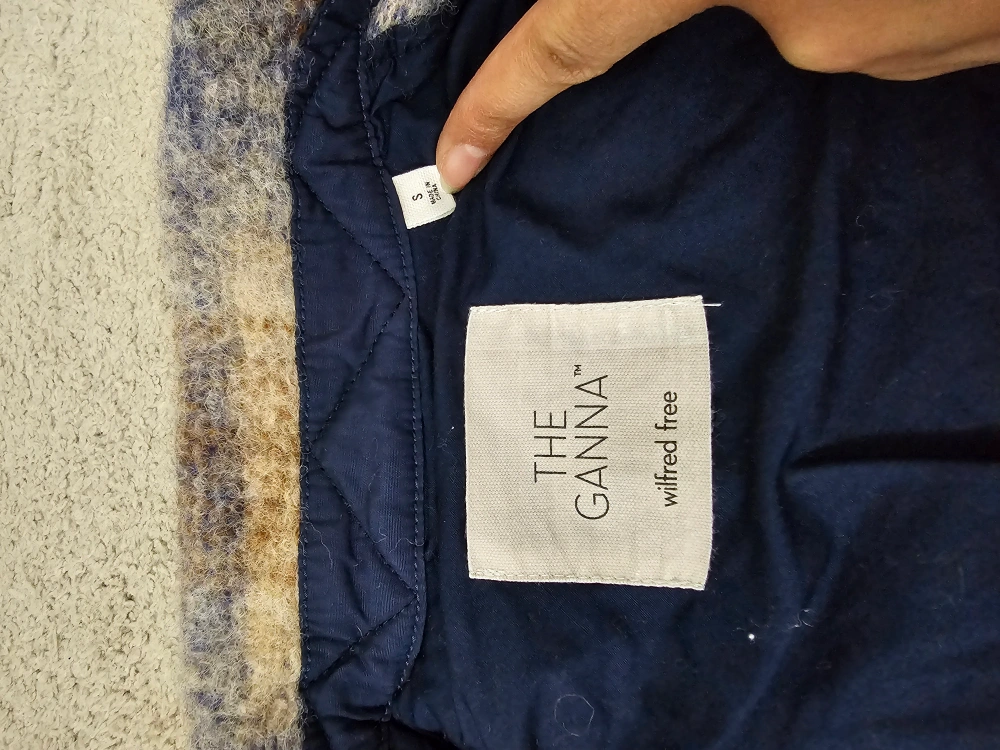 S
MADE IN
CHINA
THE
GANNA™
wilfred free